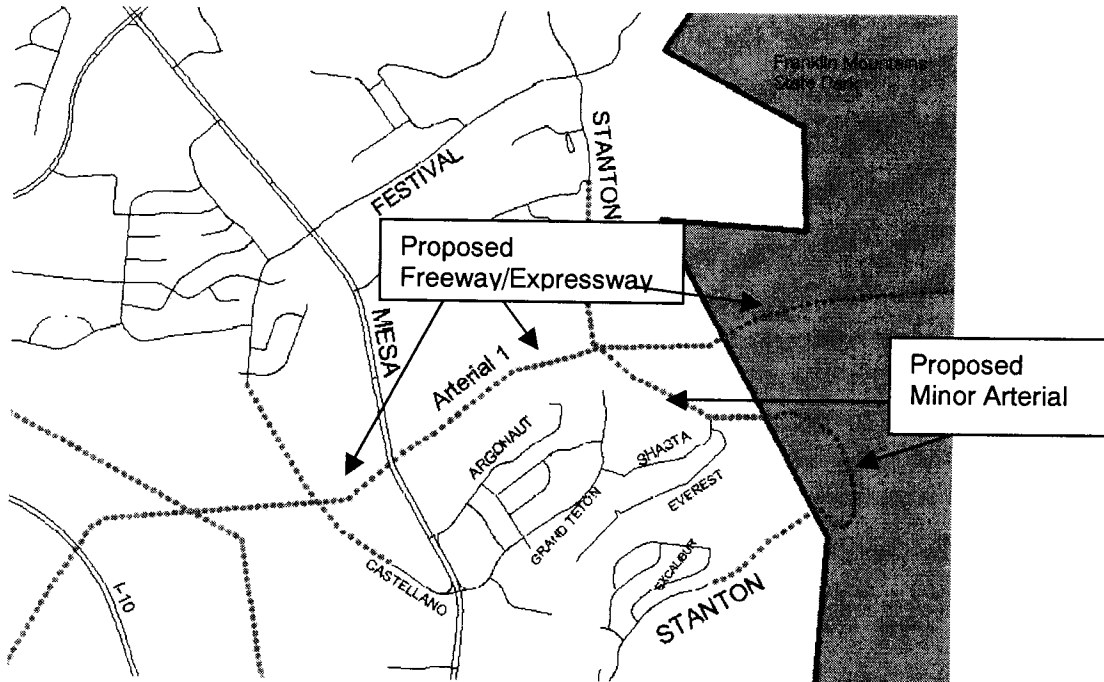 Franklin Mountains
State Park
STANTON
FESTIVAL
Proposed
Freeway/Expressway
MESA
Arterial 1
Proposed
Minor Arterial
ARGONAUT
SHASTA
EVEREST
GRAND TETON
CASTELLANO
EXCALIBUR
STANTON
I-10